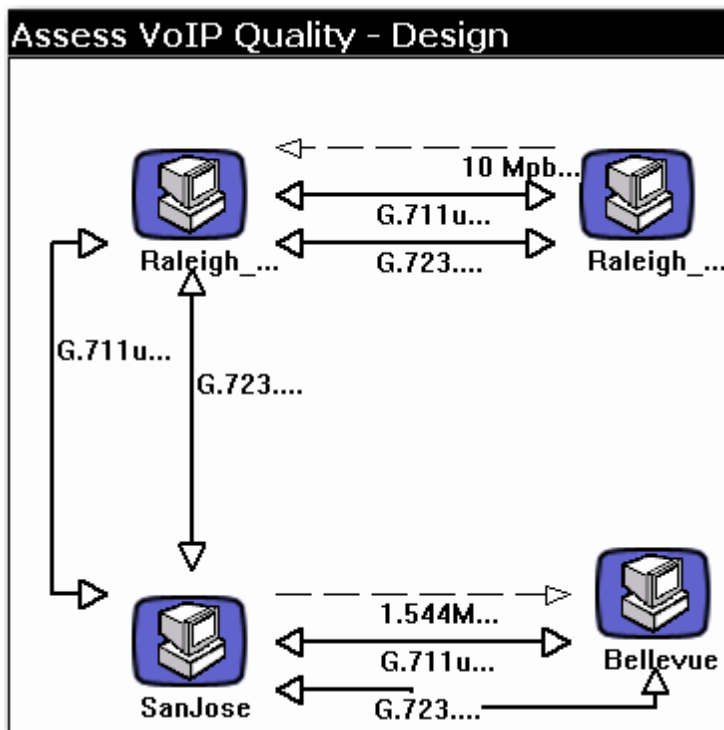 Assess VoIP Quality - Design
10 Mpb...
G.711u...
G.723....
Raleigh_...
Raleigh_...
G.711u...
G.723....
1.544M...
G.711u...
G.723....
SanJose
Bellevue